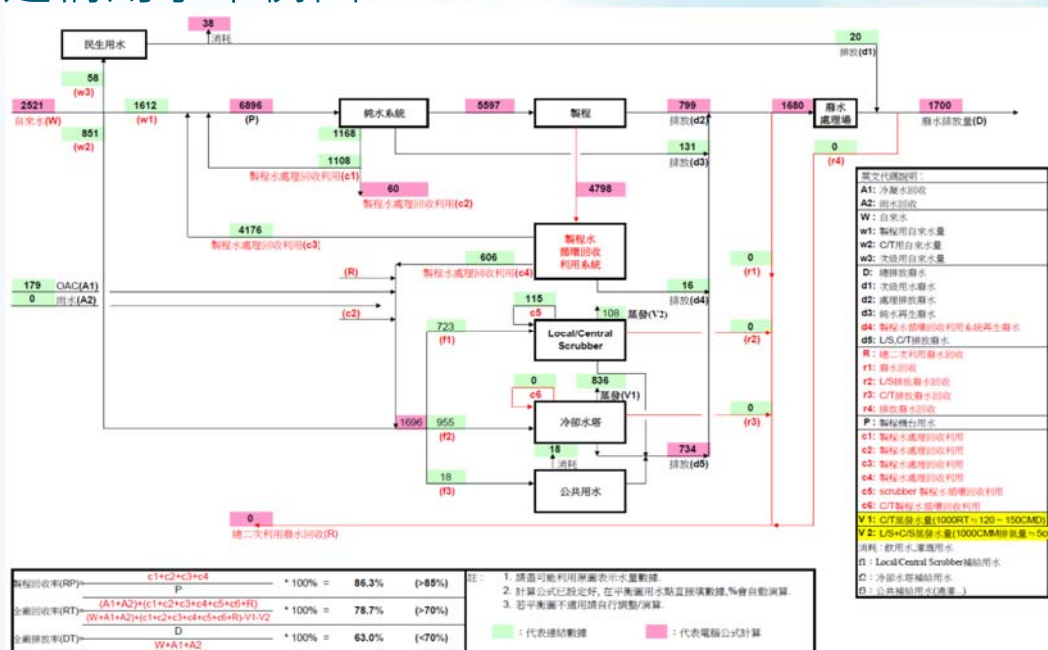 38
消耗
民生用水
20
排放(d1)
58
(w3)
2521
自來水(W)
1612
(w1)
6896
(P)
純水系統
5597
製程
799
排放(d2)
1680
廢水
處理場
1700
廢水排放量(D)
851
(w2)
1168
131
排放(d3)
0
(r4)
1108
製程水處理回收利用(c1)
60
製程水處理回收利用(c2)
4798
4176
製程水處理回收利用(c3)
製程水
循環回收
利用系統
606
製程水處理回收利用(c4)
0
(r1)
(R)
179 OAC(A1)
0 雨水(A2)
(c2)
16
排放(d4)
115
c5
108 蒸發(V2)
723
(f1)
Local/Central
Scrubber
0
(r2)
0
c6
836
蒸發(V1)
1696
955
(f2)
冷卻水塔
0
(r3)
18
消耗
734
排放(d5)
18
(f3)
公共用水
0
總二次利用廢水回收(R)
英文代碼說明:
A1: 冷凝水回收
A2: 雨水回收
W : 自來水
w1: 製程用自來水量
w2: C/T用自來水量
w3: 次級用自來水量
D: 總排放廢水
d1: 次級用水廢水
d2: 處理排放廢水
d3: 純水再生廢水
d4: 製程水循環回收利用系統再生廢水
d5: L/S,C/T排放廢水
R : 總二次利用廢水回收
r1: 廢水回收
r2: L/S排放廢水回收
r3: C/T排放廢水回收
r4: 排放廢水回收
P : 製程機台用水
c1: 製程水處理回收利用
c2: 製程水處理回收利用
c3: 製程水處理回收利用
c4: 製程水處理回收利用
c5: scrubber 製程水循環回收利用
c6: C/T製程水循環回收利用
V 1: C/T蒸發水量(1000RT≒120～150CMD)
V 2: L/S+C/S蒸發水量(1000CMM排氣量≒5c
消耗: 飲用水,灌溉用水
f1 : Local/Central Scrubber補給用水
f2 : 冷卻水塔補給用水
f3 : 公共補給用水(澆灌..)
製程回收率(RP)= c1+c2+c3+c4 / P * 100% = 86.3% (>85%)
全廠回收率(RT)= (A1+A2)+(c1+c2+c3+c4+c5+c6+R) / (W+A1+A2)+(c1+c2+c3+c4+c5+c6+R)-V1-V2 * 100% = 78.7% (>70%)
全廠排放率(DT)= D / W+A1+A2 * 100% = 63.0% (<70%)
註: 1. 請盡可能利用原圖表示水量數據.
2. 計算公式已設定好, 在平衡圖用水點直接填數據,%會自動演算.
3. 若平衡圖不適用請自行調整/演算.
: 代表連結數據
: 代表電腦公式計算